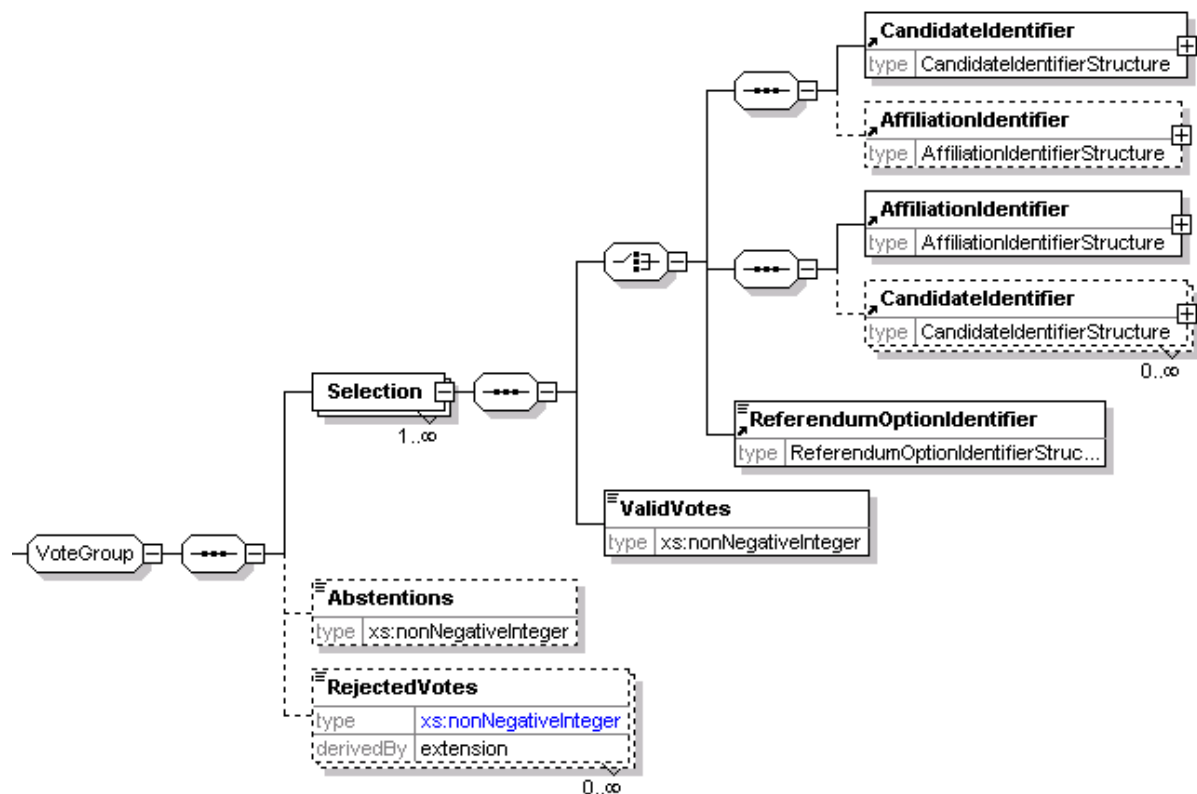 CandidateIdentifier
type CandidateIdentifierStructure
AffiliationIdentifier
type AffiliationIdentifierStructure
AffiliationIdentifier
type AffiliationIdentifierStructure
CandidateIdentifier
type CandidateIdentifierStructure
0..∞
Selection
1..∞
ReferendumOptionIdentifier
type ReferendumOptionIdentifierStruc...
ValidVotes
type xs:nonNegativeInteger
VoteGroup
Abstentions
type xs:nonNegativeInteger
RejectedVotes
type xs:nonNegativeInteger
derivedBy extension
0..∞